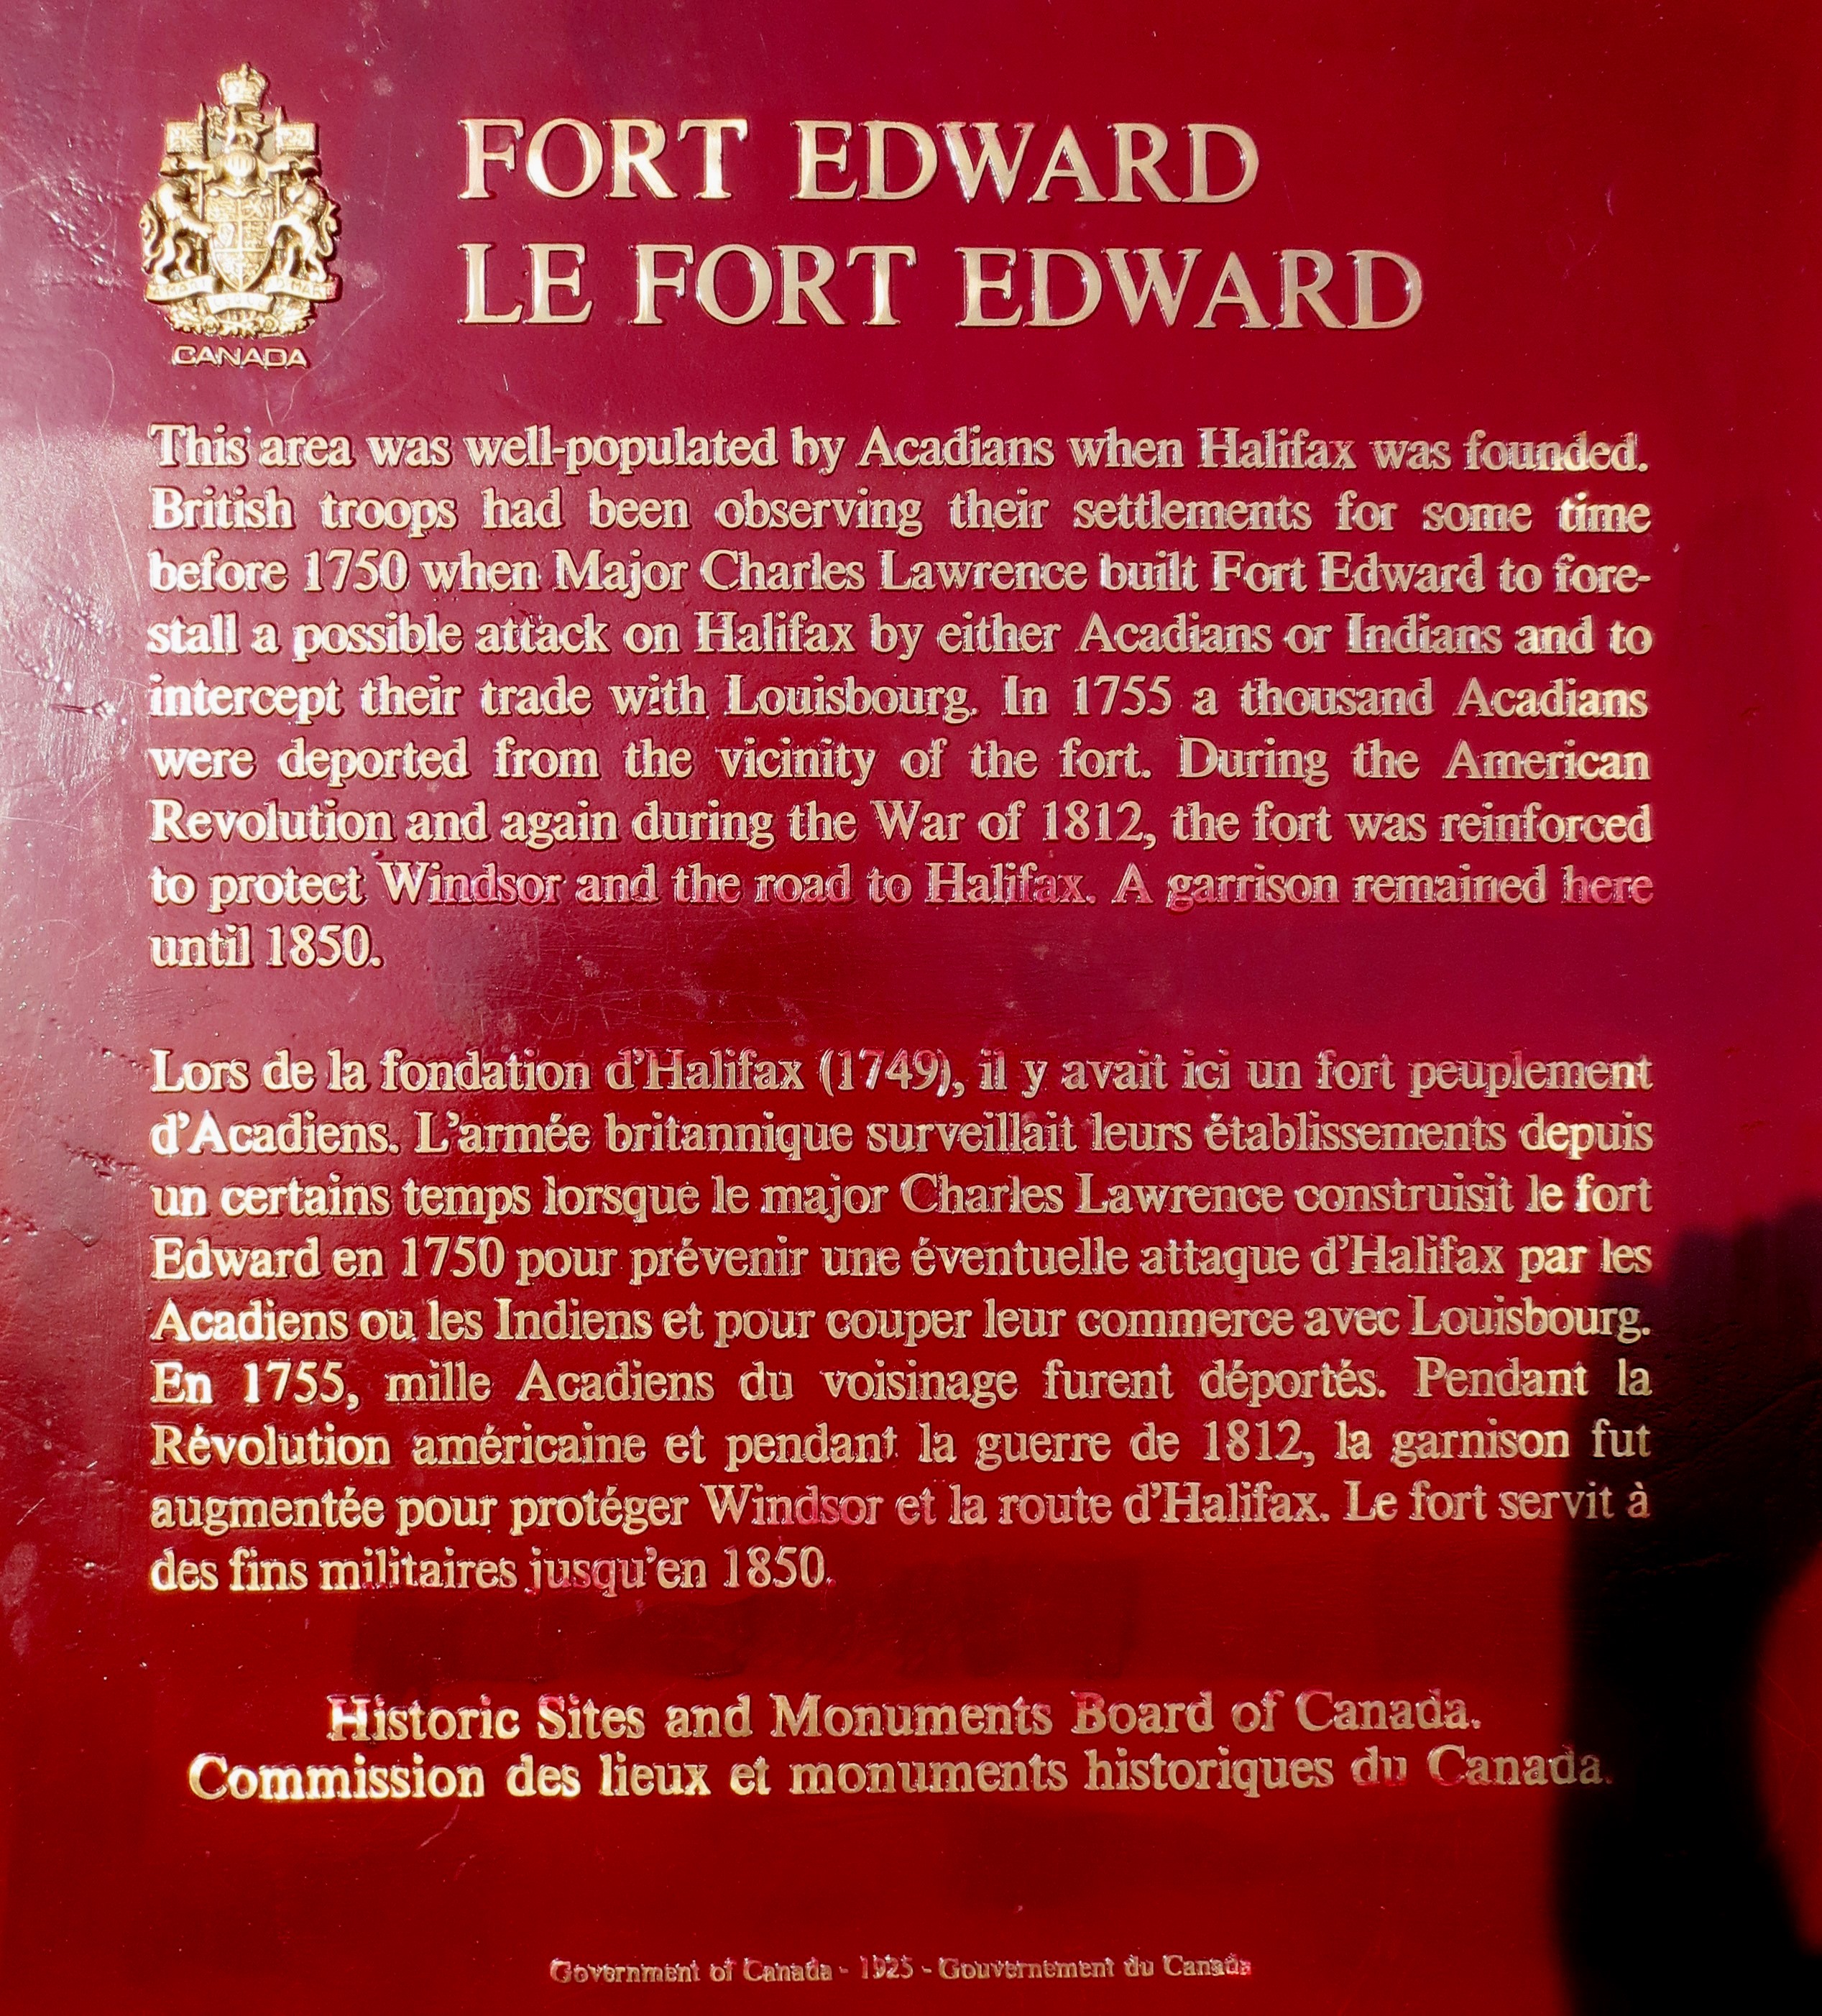 CANADA
FORT EDWARD
LE FORT EDWARD
This area was well-populated by Acadians when Halifax was founded.
British troops had been observing their settlements for some time
before 1750 when Major Charles Lawrence built Fort Edward to fore-
stall a possible attack on Halifax by either Acadians or Indians and to
intercept their trade with Louisbourg. In 1755 a thousand Acadians
were deported from the vicinity of the fort. During the American
Revolution and again during the War of 1812, the fort was reinforced
to protect Windsor and the road to Halifax. A garrison remained here
until 1850.
Lors de la fondation d'Halifax (1749), il y avait ici un fort peuplement
d'Acadiens. L'armée britannique surveillait leurs établissements depuis
un certains temps lorsque le major Charles Lawrence construisit le fort
Edward en 1750 pour prévenir une éventuelle attaque d'Halifax par les
Acadiens ou les Indiens et pour couper leur commerce avec Louisbourg.
En 1755, mille Acadiens du voisinage furent déportés. Pendant la
Révolution américaine et pendant la guerre de 1812, la garnison fut
augmentée pour protéger Windsor et la route d'Halifax. Le fort servit à
des fins militaires jusqu'en 1850.
Historic Sites and Monuments Board of Canada.
Commission des lieux et monuments historiques du Canada.
Government of Canada - 1925 - Gouvernement du Canada